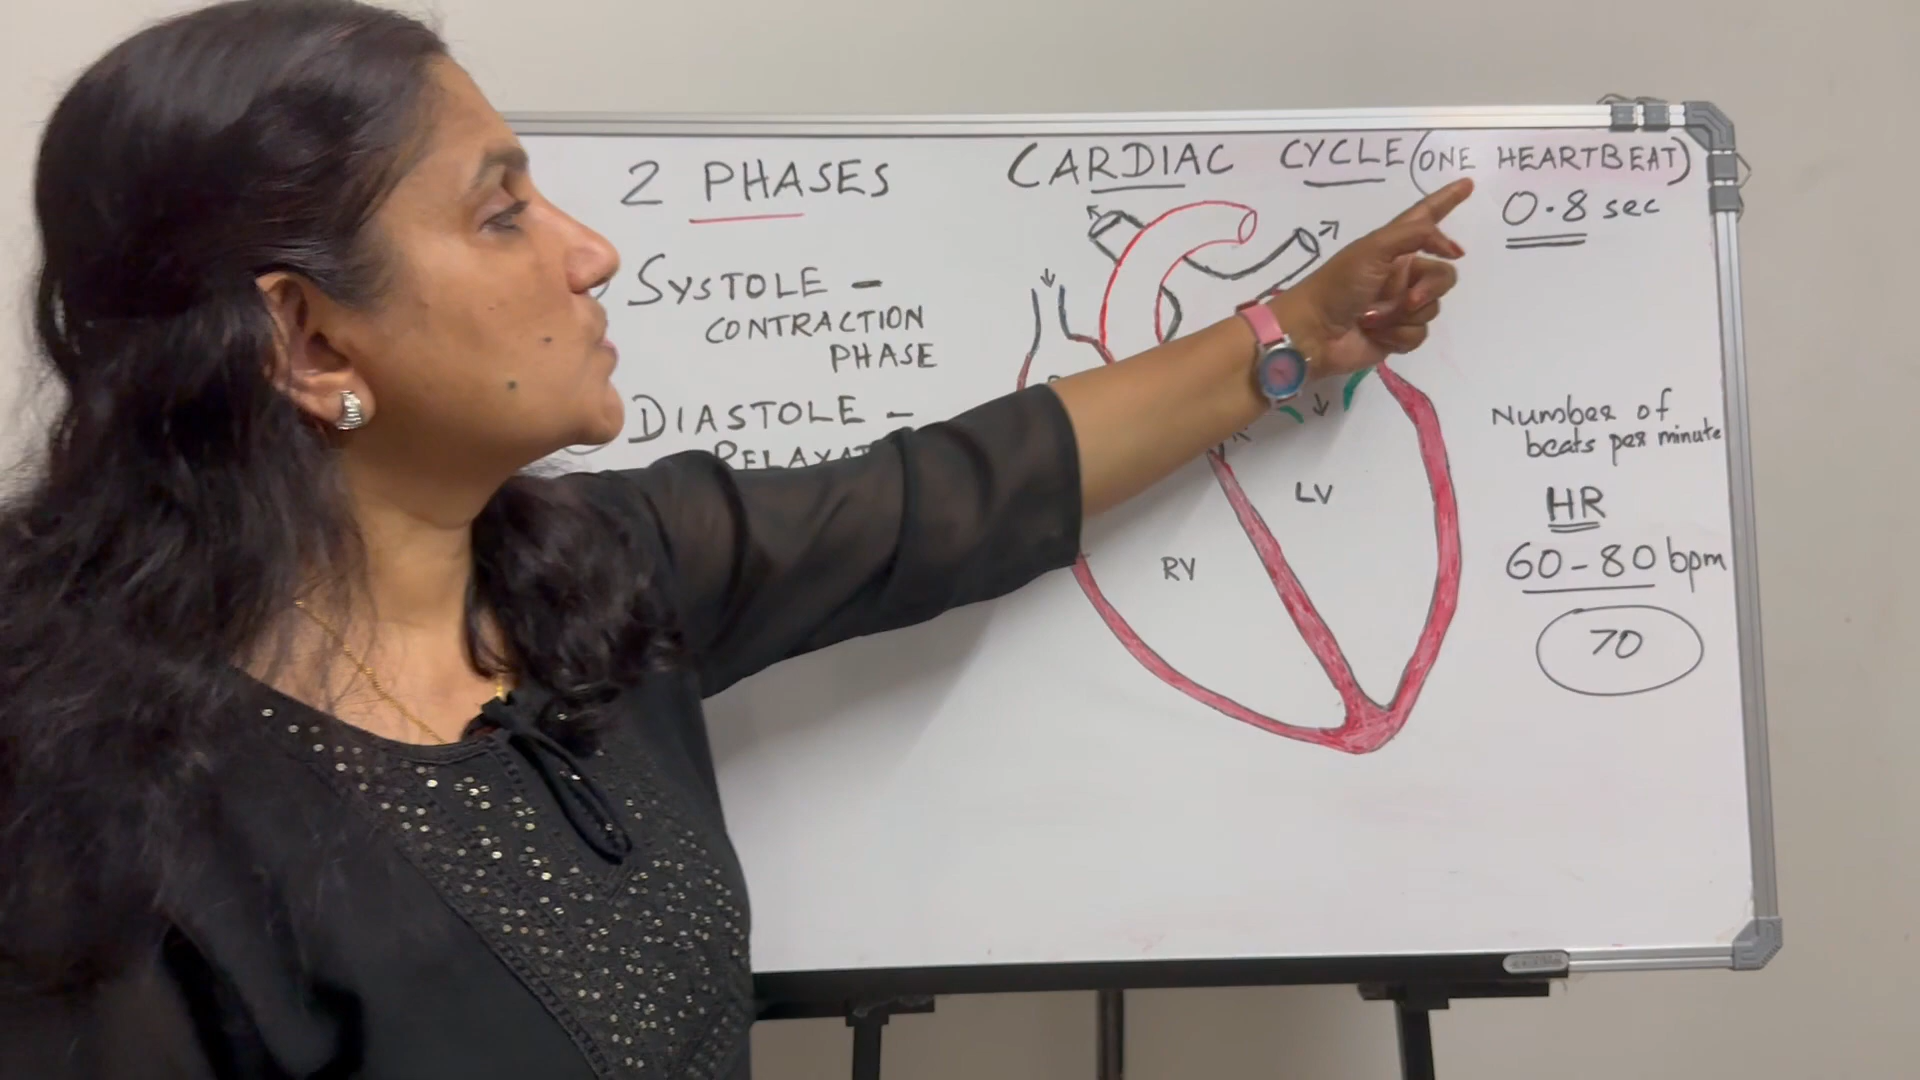 2 PHASES
SYSTOLE -
CONTRACTION
PHASE
DIASTOLE -
CARDIAC CYCLE (ONE HEARTBEAT)
0.8 sec
LV
RV
Number of
beats per minute
HR
60-80 bpm
70